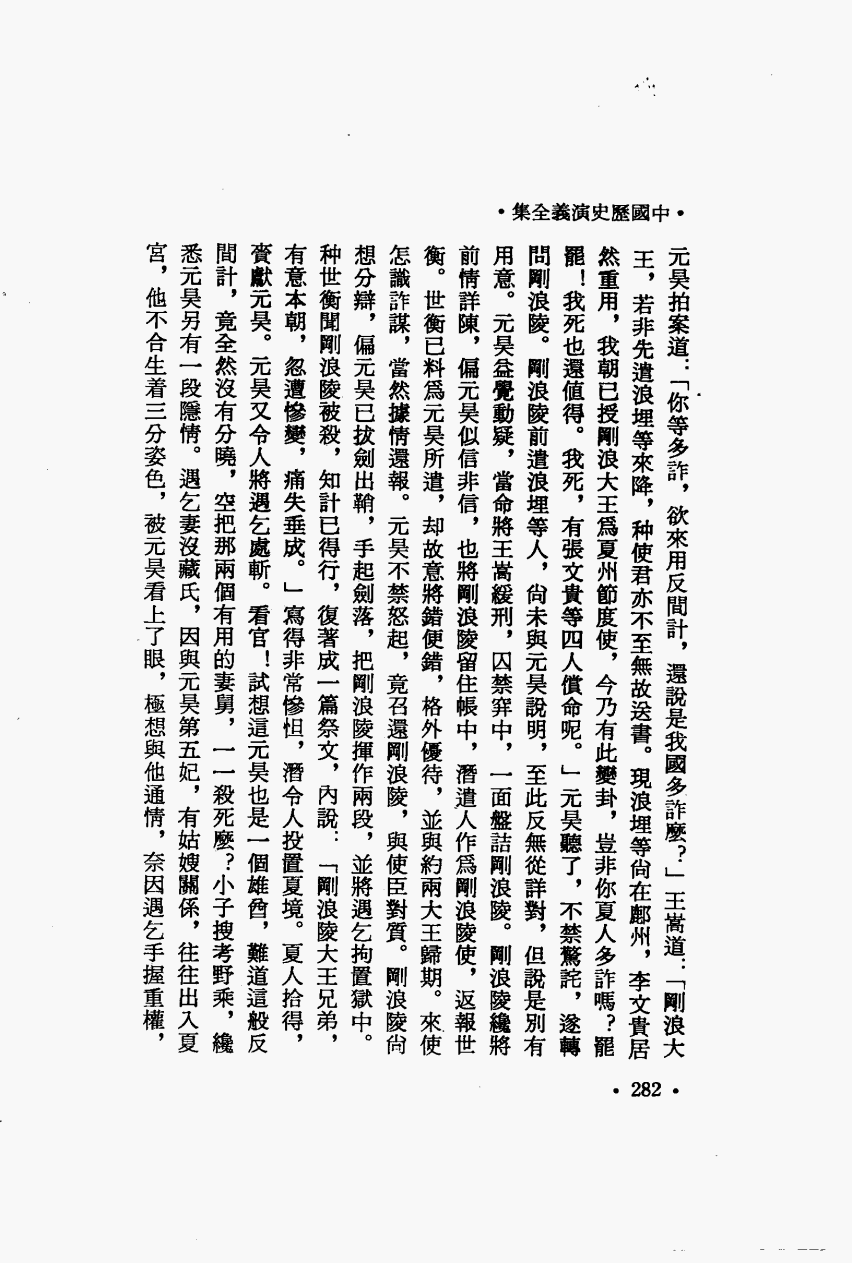 ·中國歷史演義全集·
元昊拍案道：「你等多詐，欲來用反間計，還說是我國多詐麼？」王嵩道：「剛浪大
王，若非先遣浪埋等來降，种使君亦不至無故送書。現浪埋等尙在鄜州，李文貴居
然重用，我朝已授剛浪大王爲夏州節度使，今乃有此變卦，豈非你夏人多詐嗎？罷
罷！我死也還值得。我死，有張文貴等四人償命呢。」元昊聽了，不禁驚詫，遂轉
問剛浪陵。剛浪陵前遣浪埋等人，尙未與元昊說明，至此反無從詳對，但說是別有
用意。元昊益覺動疑，當命將王嵩緩刑，囚禁穽中，一面盤詰剛浪陵。剛浪陵纔將
前情詳陳，偏元昊似信非信，也將剛浪陵留住帳中，潛遣人作爲剛浪陵使，返報世
衡。世衡已料爲元昊所遣，却故意將錯便錯，格外優待，並與約兩大王歸期。來使
怎識詐謀，當然據情還報。元昊不禁怒起，竟召還剛浪陵，與使臣對質。剛浪陵尙
想分辯，偏元昊已拔劍出鞘，手起劍落，把剛浪陵揮作兩段，並將遇乞拘置獄中。
种世衡聞剛浪陵被殺，知計已得行，復著成一篇祭文，內說：「剛浪陵大王兄弟，
有意本朝，忽遭慘變，痛失垂成。」寫得非常慘怛，潛令人投置夏境。夏人拾得，
賫獻元昊。元昊又令人將遇乞處斬。看官！試想這元昊也是一個雄酋，難道這般反
間計，竟全然沒有分曉，空把那兩個有用的妻舅，一一殺死麼？小子搜考野乘，纔
悉元昊另有一段隱情。遇乞妻沒藏氏，因與元昊第五妃，有姑嫂關係，往往出入夏
宮，他不合生着三分姿色，被元昊看上了眼，極想與他通情，奈因遇乞手握重權，
·282·